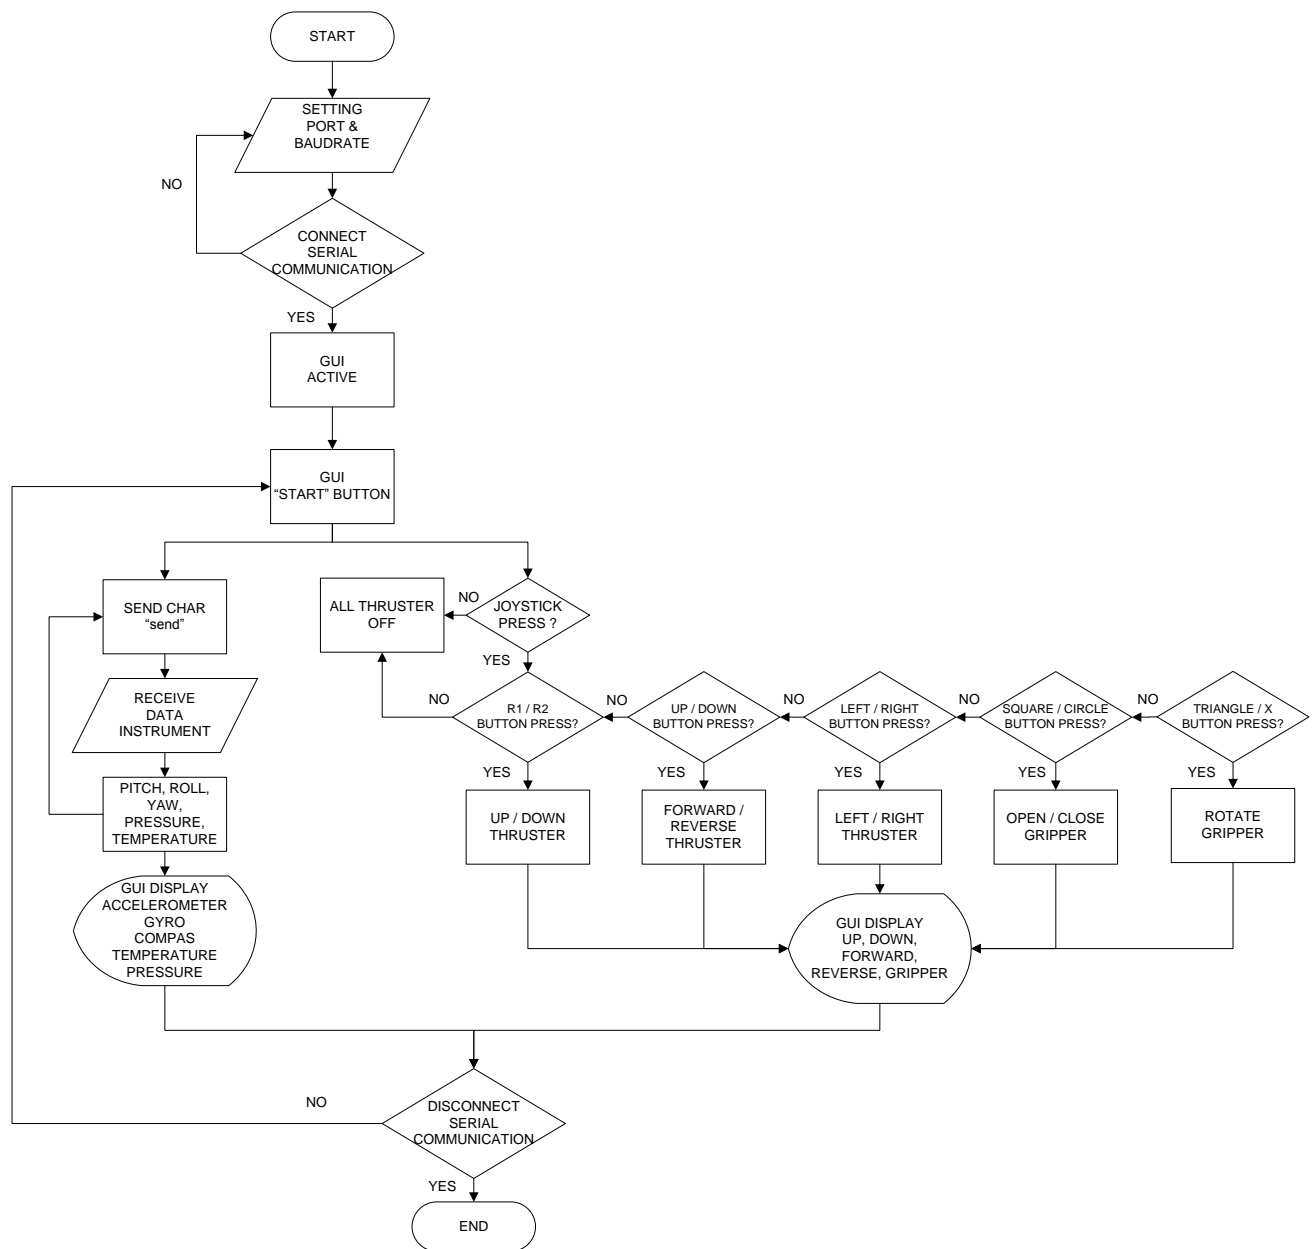 START
SETTING
PORT &
BAUDRATE
NO
CONNECT
SERIAL
COMMUNICATION
YES
GUI
ACTIVE
GUI
“START” BUTTON
SEND CHAR
“send”
ALL THRUSTER
OFF
NO
JOYSTICK
PRESS ?
YES
RECEIVE
DATA
INSTRUMENT
NO
R1 / R2
BUTTON PRESS?
NO
UP / DOWN
BUTTON PRESS?
NO
LEFT / RIGHT
BUTTON PRESS?
NO
SQUARE / CIRCLE
BUTTON PRESS?
NO
TRIANGLE / X
BUTTON PRESS?
YES
YES
YES
YES
YES
PITCH, ROLL,
YAW,
PRESSURE,
TEMPERATURE
UP / DOWN
THRUSTER
FORWARD /
REVERSE
THRUSTER
LEFT / RIGHT
THRUSTER
OPEN / CLOSE
GRIPPER
ROTATE
GRIPPER
GUI DISPLAY
ACCELEROMETER
GYRO
COMPAS
TEMPERATURE
PRESSURE
GUI DISPLAY
UP, DOWN,
FORWARD,
REVERSE, GRIPPER
NO
DISCONNECT
SERIAL
COMMUNICATION
YES
END